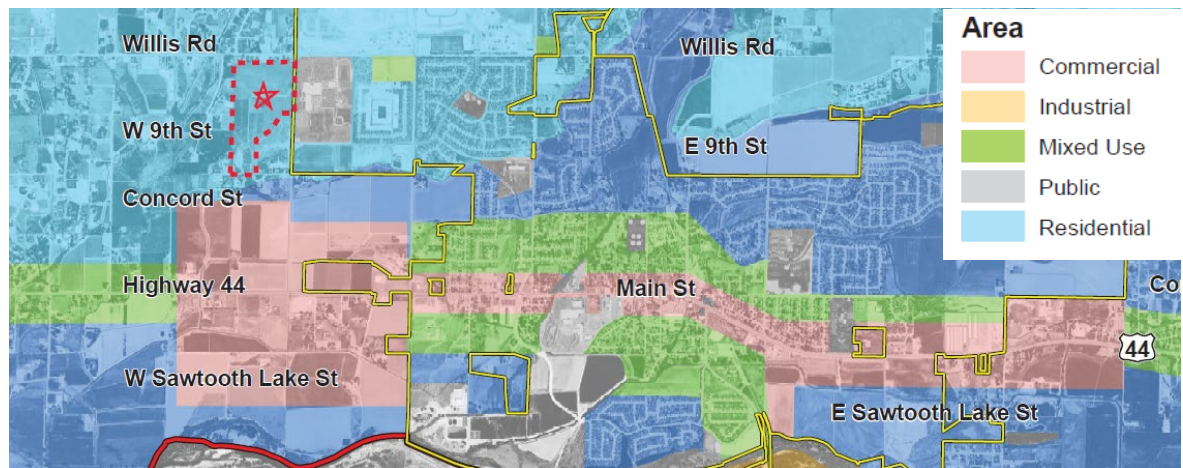 Willis Rd
Willis Rd
W 9th St
E 9th St
Concord St
Highway 44
Main St
Co
44
W Sawtooth Lake St
E Sawtooth Lake St
Area
Commercial
Industrial
Mixed Use
Public
Residential